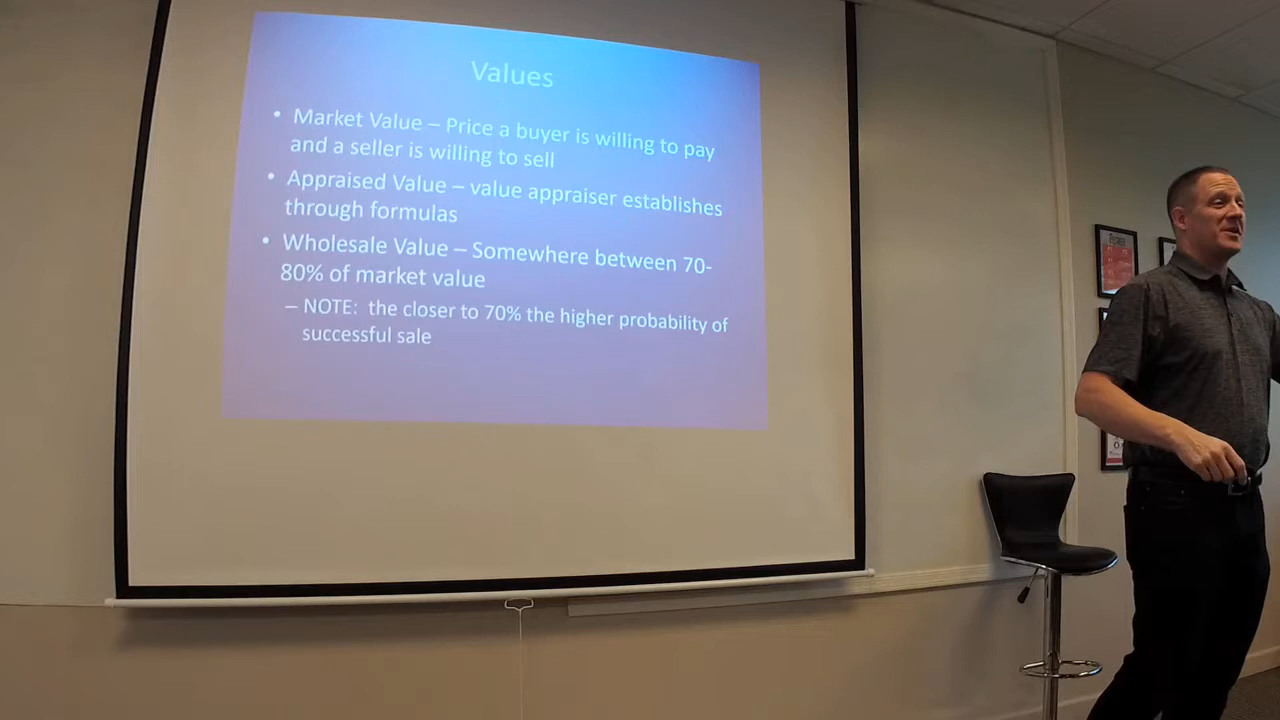 Values
• Market Value – Price a buyer is willing to pay
and a seller is willing to sell
• Appraised Value – value appraiser establishes
through formulas
• Wholesale Value – Somewhere between 70-
80% of market value
– NOTE: the closer to 70% the higher probability of
successful sale